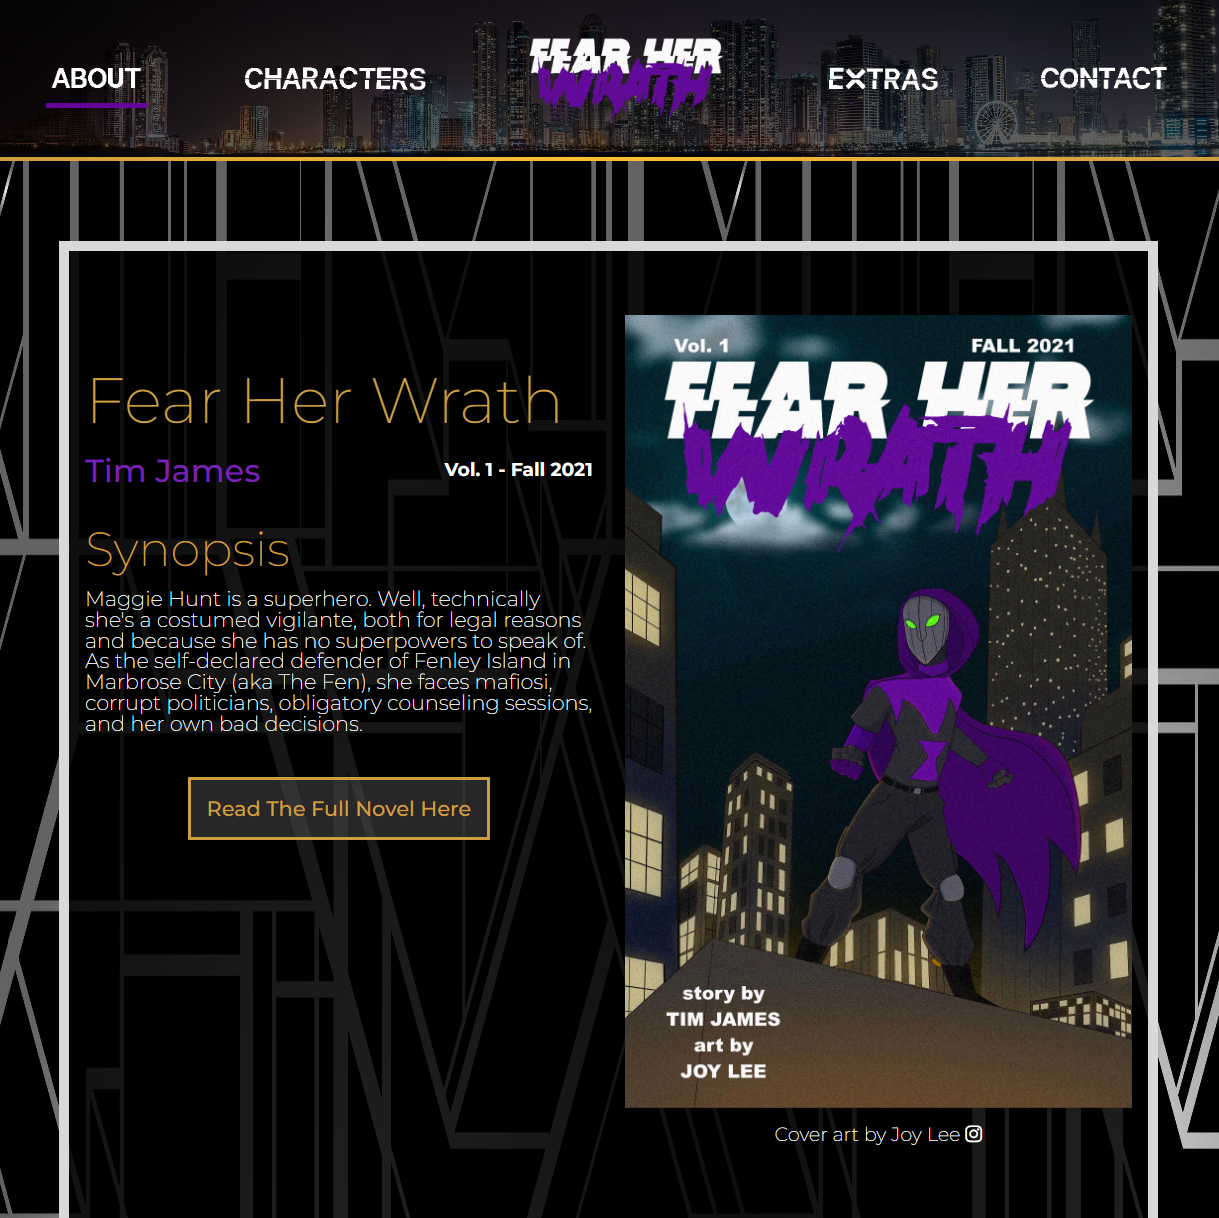 ABOUT
CHARACTERS
FEAR HER
WRATH
EXTRAS
CONTACT
Fear Her Wrath
Tim James
Vol. 1 - Fall 2021
Synopsis
Maggie Hunt is a superhero. Well, technically
she's a costumed vigilante, both for legal reasons
and because she has no superpowers to speak of.
As the self-declared defender of Fenley Island in
Marbrose City (aka The Fen), she faces mafiosi,
corrupt politicians, obligatory counseling sessions,
and her own bad decisions.
Read The Full Novel Here
Vol. 1
FALL 2021
FEAR HER
WRATH
story by
TIM JAMES
art by
JOY LEE
Cover art by Joy Lee